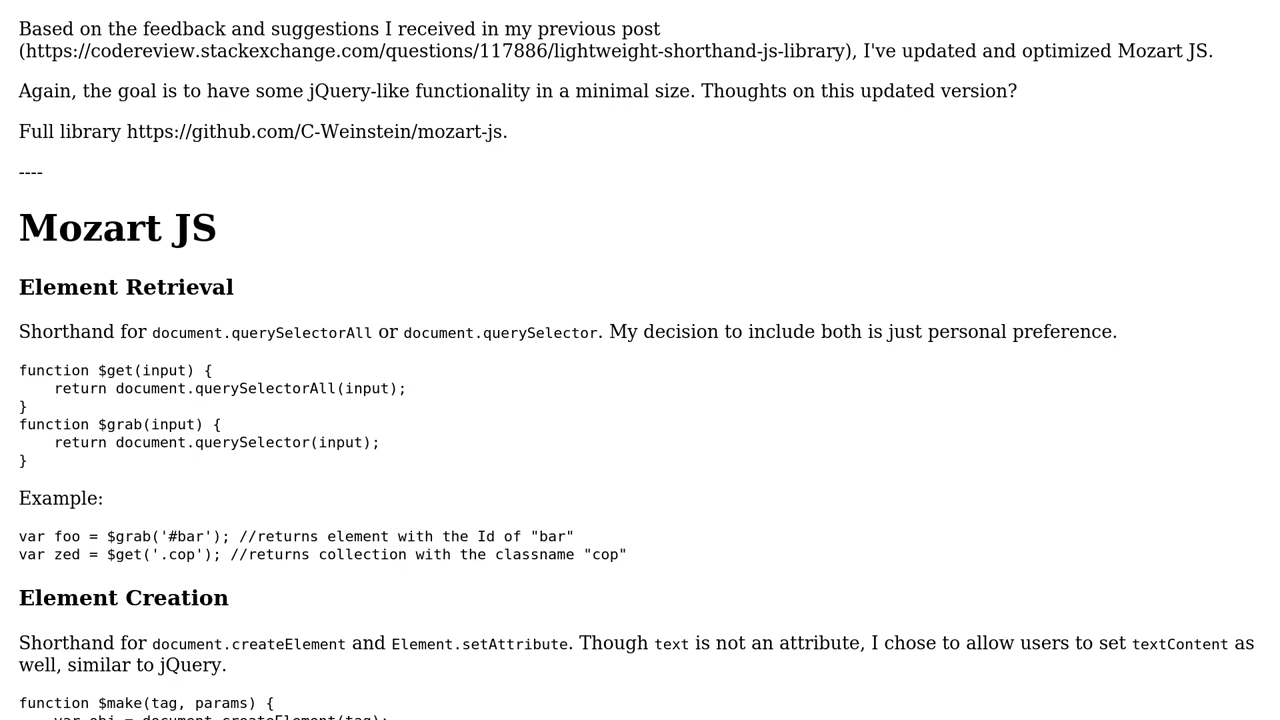 Based on the feedback and suggestions I received in my previous post
(https://codereview.stackexchange.com/questions/117886/lightweight-shorthand-js-library), I've updated and optimized Mozart JS.
Again, the goal is to have some jQuery-like functionality in a minimal size. Thoughts on this updated version?
Full library https://github.com/C-Weinstein/mozart-js.
----
Mozart JS
Element Retrieval
Shorthand for document.querySelectorAll or document.querySelector. My decision to include both is just personal preference.
function $get(input) {
    return document.querySelectorAll(input);
}
function $grab(input) {
    return document.querySelector(input);
}
Example:
var foo = $grab('#bar'); //returns element with the Id of "bar"
var zed = $get('.cop'); //returns collection with the classname "cop"
Element Creation
Shorthand for document.createElement and Element.setAttribute. Though text is not an attribute, I chose to allow users to set textContent as
well, similar to jQuery.
function $make(tag, params) {
    var obj = document.createElement(tag);